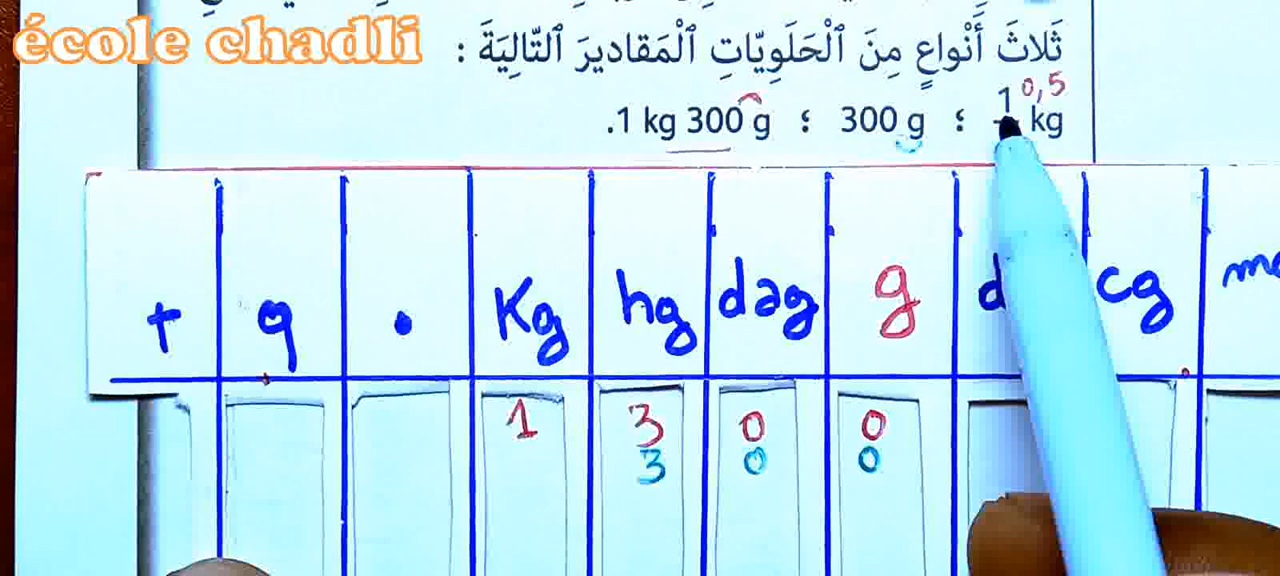 école chadli
ثَلاثَ أَنْواعٍ مِنَ ٱلْحَلَوِيّاتِ ٱلْمَقاديرَ ٱلتّالِيَةَ :
0,5
1 kg ؛ 300 g ؛ 1 kg 300 g.
t q . Kg hg dag g d cg
1 3 0 0
3 0 0